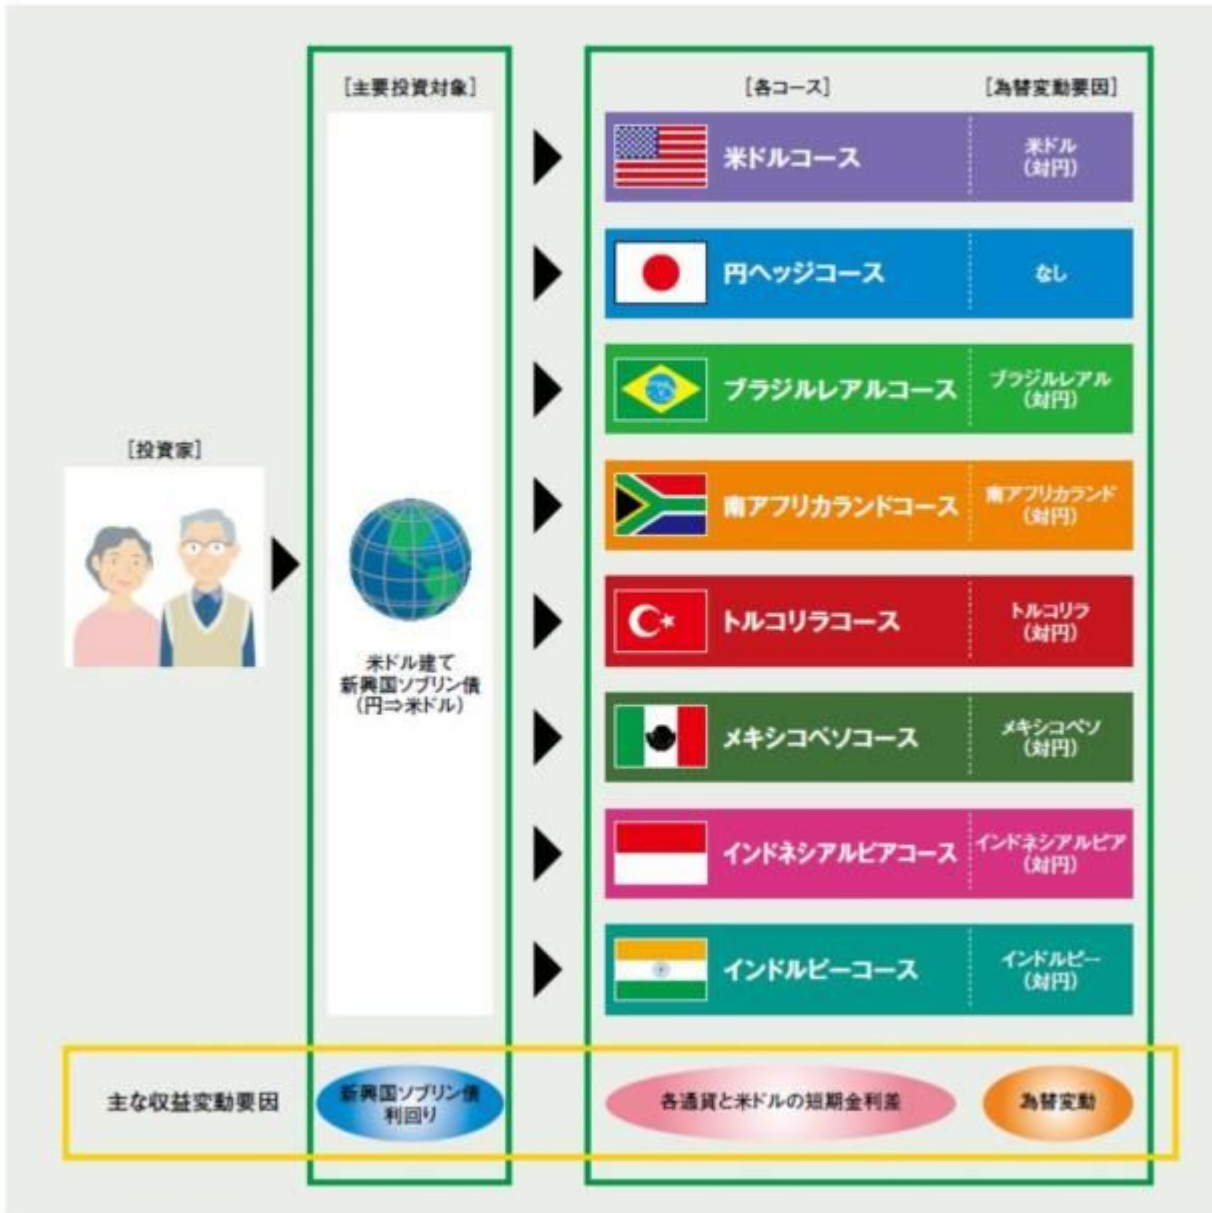 [主要投資対象]
[各コース]
[為替変動要因]
米ドルコース
米ドル
(対円)
円ヘッジコース
なし
ブラジルレアルコース
ブラジルレアル
(対円)
[投資家]
南アフリカランドコース
南アフリカランド
(対円)
トルコリラコース
トルコリラ
(対円)
米ドル建て
新興国ソブリン債
(円⇒米ドル)
メキシコペソコース
メキシコペソ
(対円)
インドネシアルピアコース
インドネシアルピア
(対円)
インドルピーコース
インドルピー
(対円)
主な収益変動要因
新興国ソブリン債
利回り
各通貨と米ドルの短期金利差
為替変動